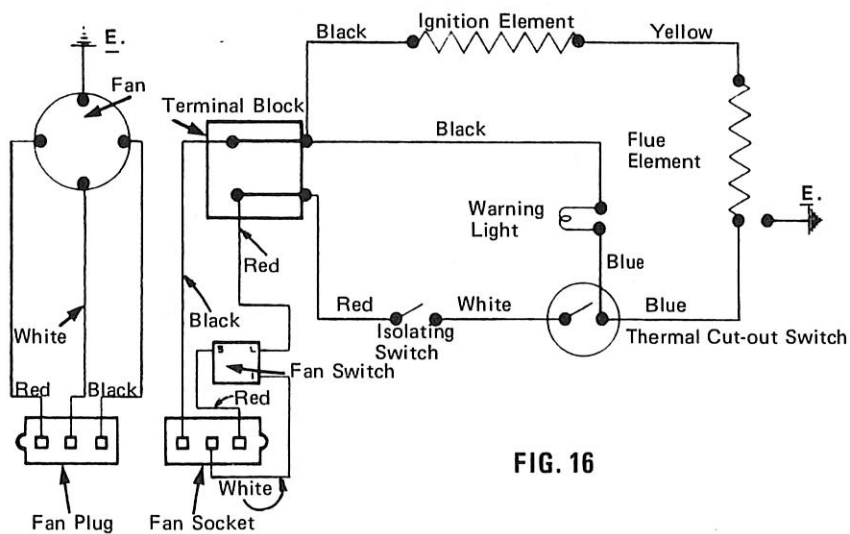 E.
Fan
Terminal Block
Black
Ignition Element
Yellow
Black
Flue
Element
E.
Warning
Light
Blue
Red
Black
White
Red
Isolating
Switch
White
Blue
Thermal Cut-out Switch
S L
1
Fan Switch
Red
Black
Red
White
Fan Plug
Fan Socket
FIG. 16